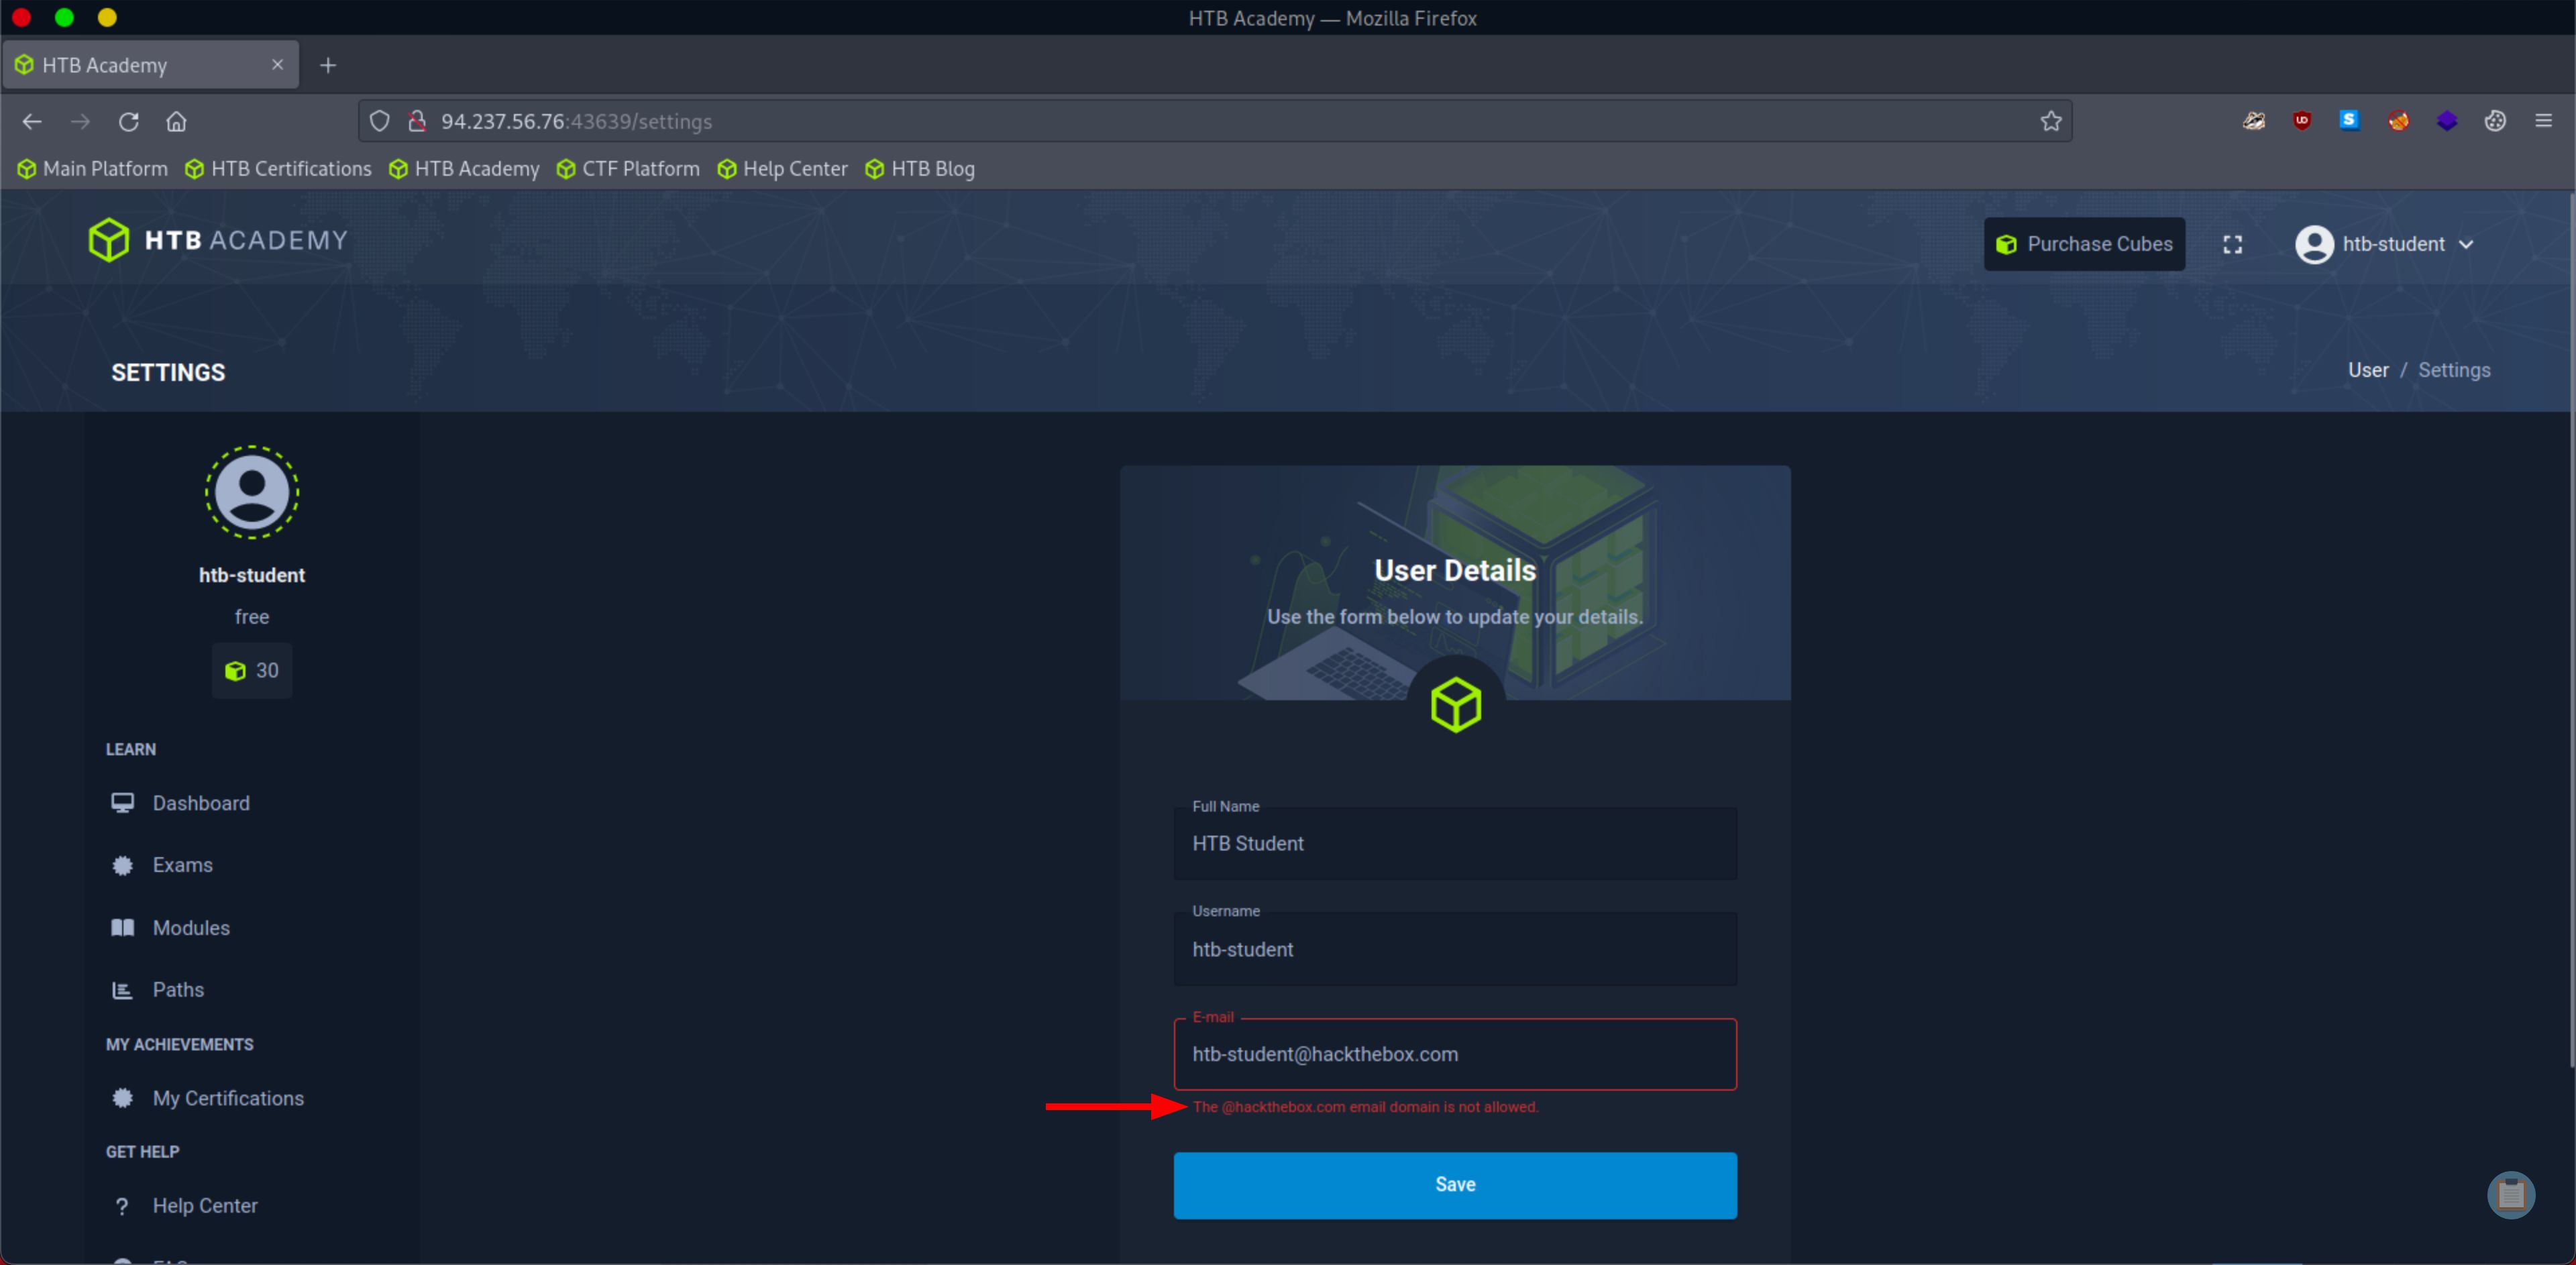 HTB Academy — Mozilla Firefox
HTB Academy
94.237.56.76:43639/settings
Main Platform HTB Certifications HTB Academy CTF Platform Help Center HTB Blog
HTB ACADEMY
Purchase Cubes
htb-student
SETTINGS
User / Settings
htb-student
free
30
LEARN
Dashboard
Exams
Modules
Paths
MY ACHIEVEMENTS
My Certifications
GET HELP
Help Center
User Details
Use the form below to update your details.
Full Name
HTB Student
Username
htb-student
E-mail
htb-student@hackthebox.com
The @hackthebox.com email domain is not allowed.
Save